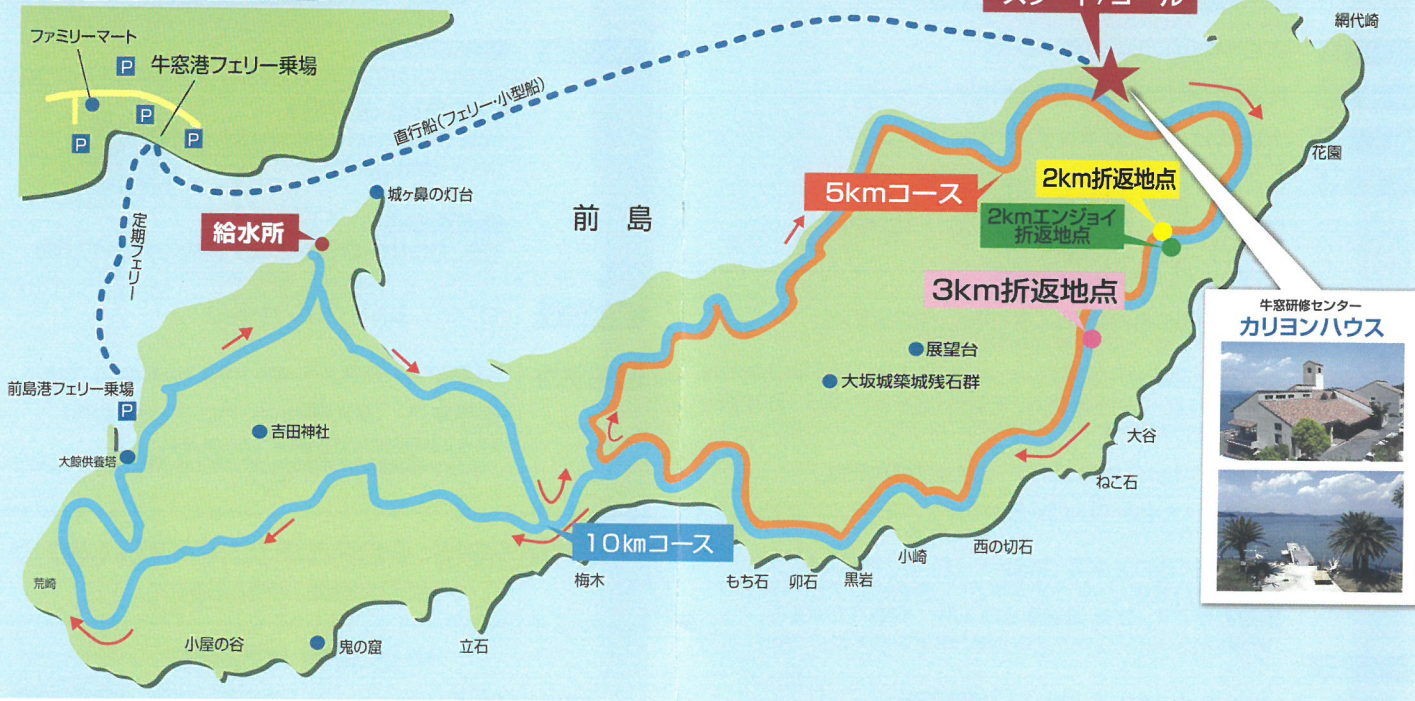 スタート/ゴール
網代崎
ファミリーマート
P
牛窓港フェリー乗場
P
P
P
直行船(フェリー・小型船)
花園
城ヶ鼻の灯台
前島
5kmコース
2km折返地点
2kmエンジョイ
折返地点
給水所
定期フェリー
3km折返地点
牛窓研修センター
カリヨンハウス
展望台
大坂城築城残石群
前島港フェリー乗場
P
吉田神社
大鯨供養塔
大谷
ねこ石
10kmコース
西の切石
小崎
黒岩
卯石
もち石
梅木
荒崎
小屋の谷
鬼の窟
立石